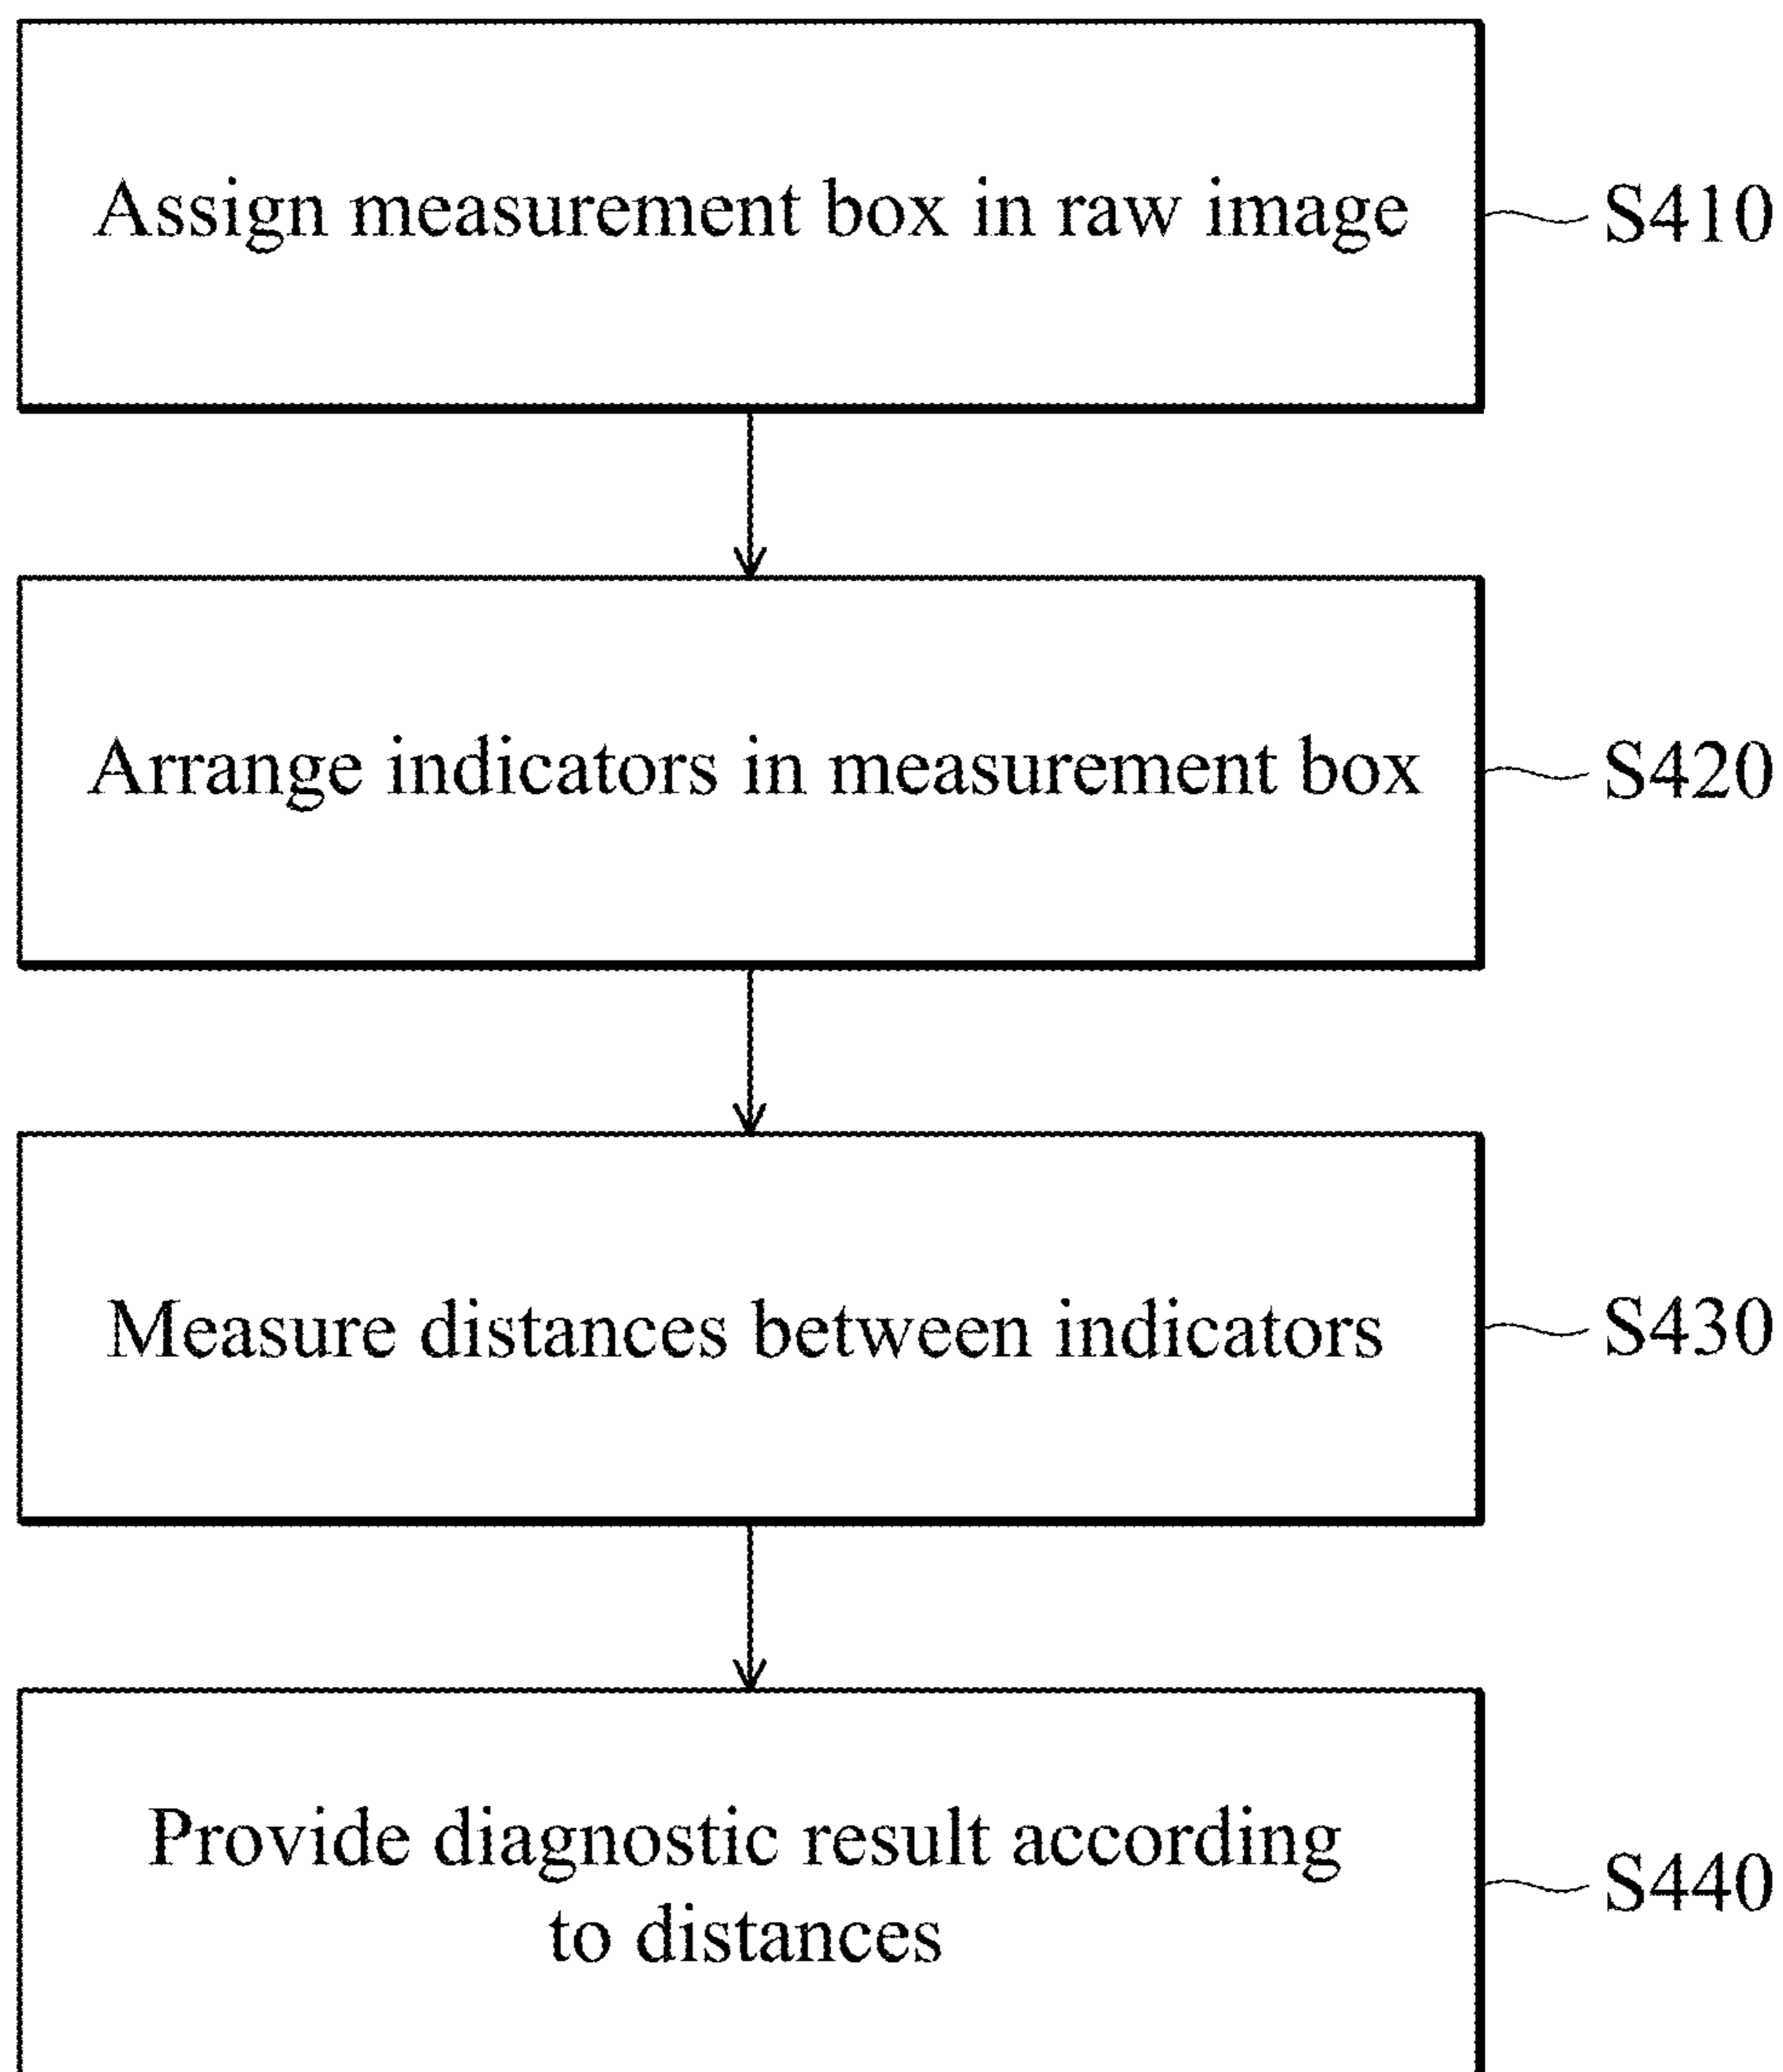 Assign measurement box in raw image
S410
Arrange indicators in measurement box
S420
Measure distances between indicators
S430
Provide diagnostic result according
to distances
S440